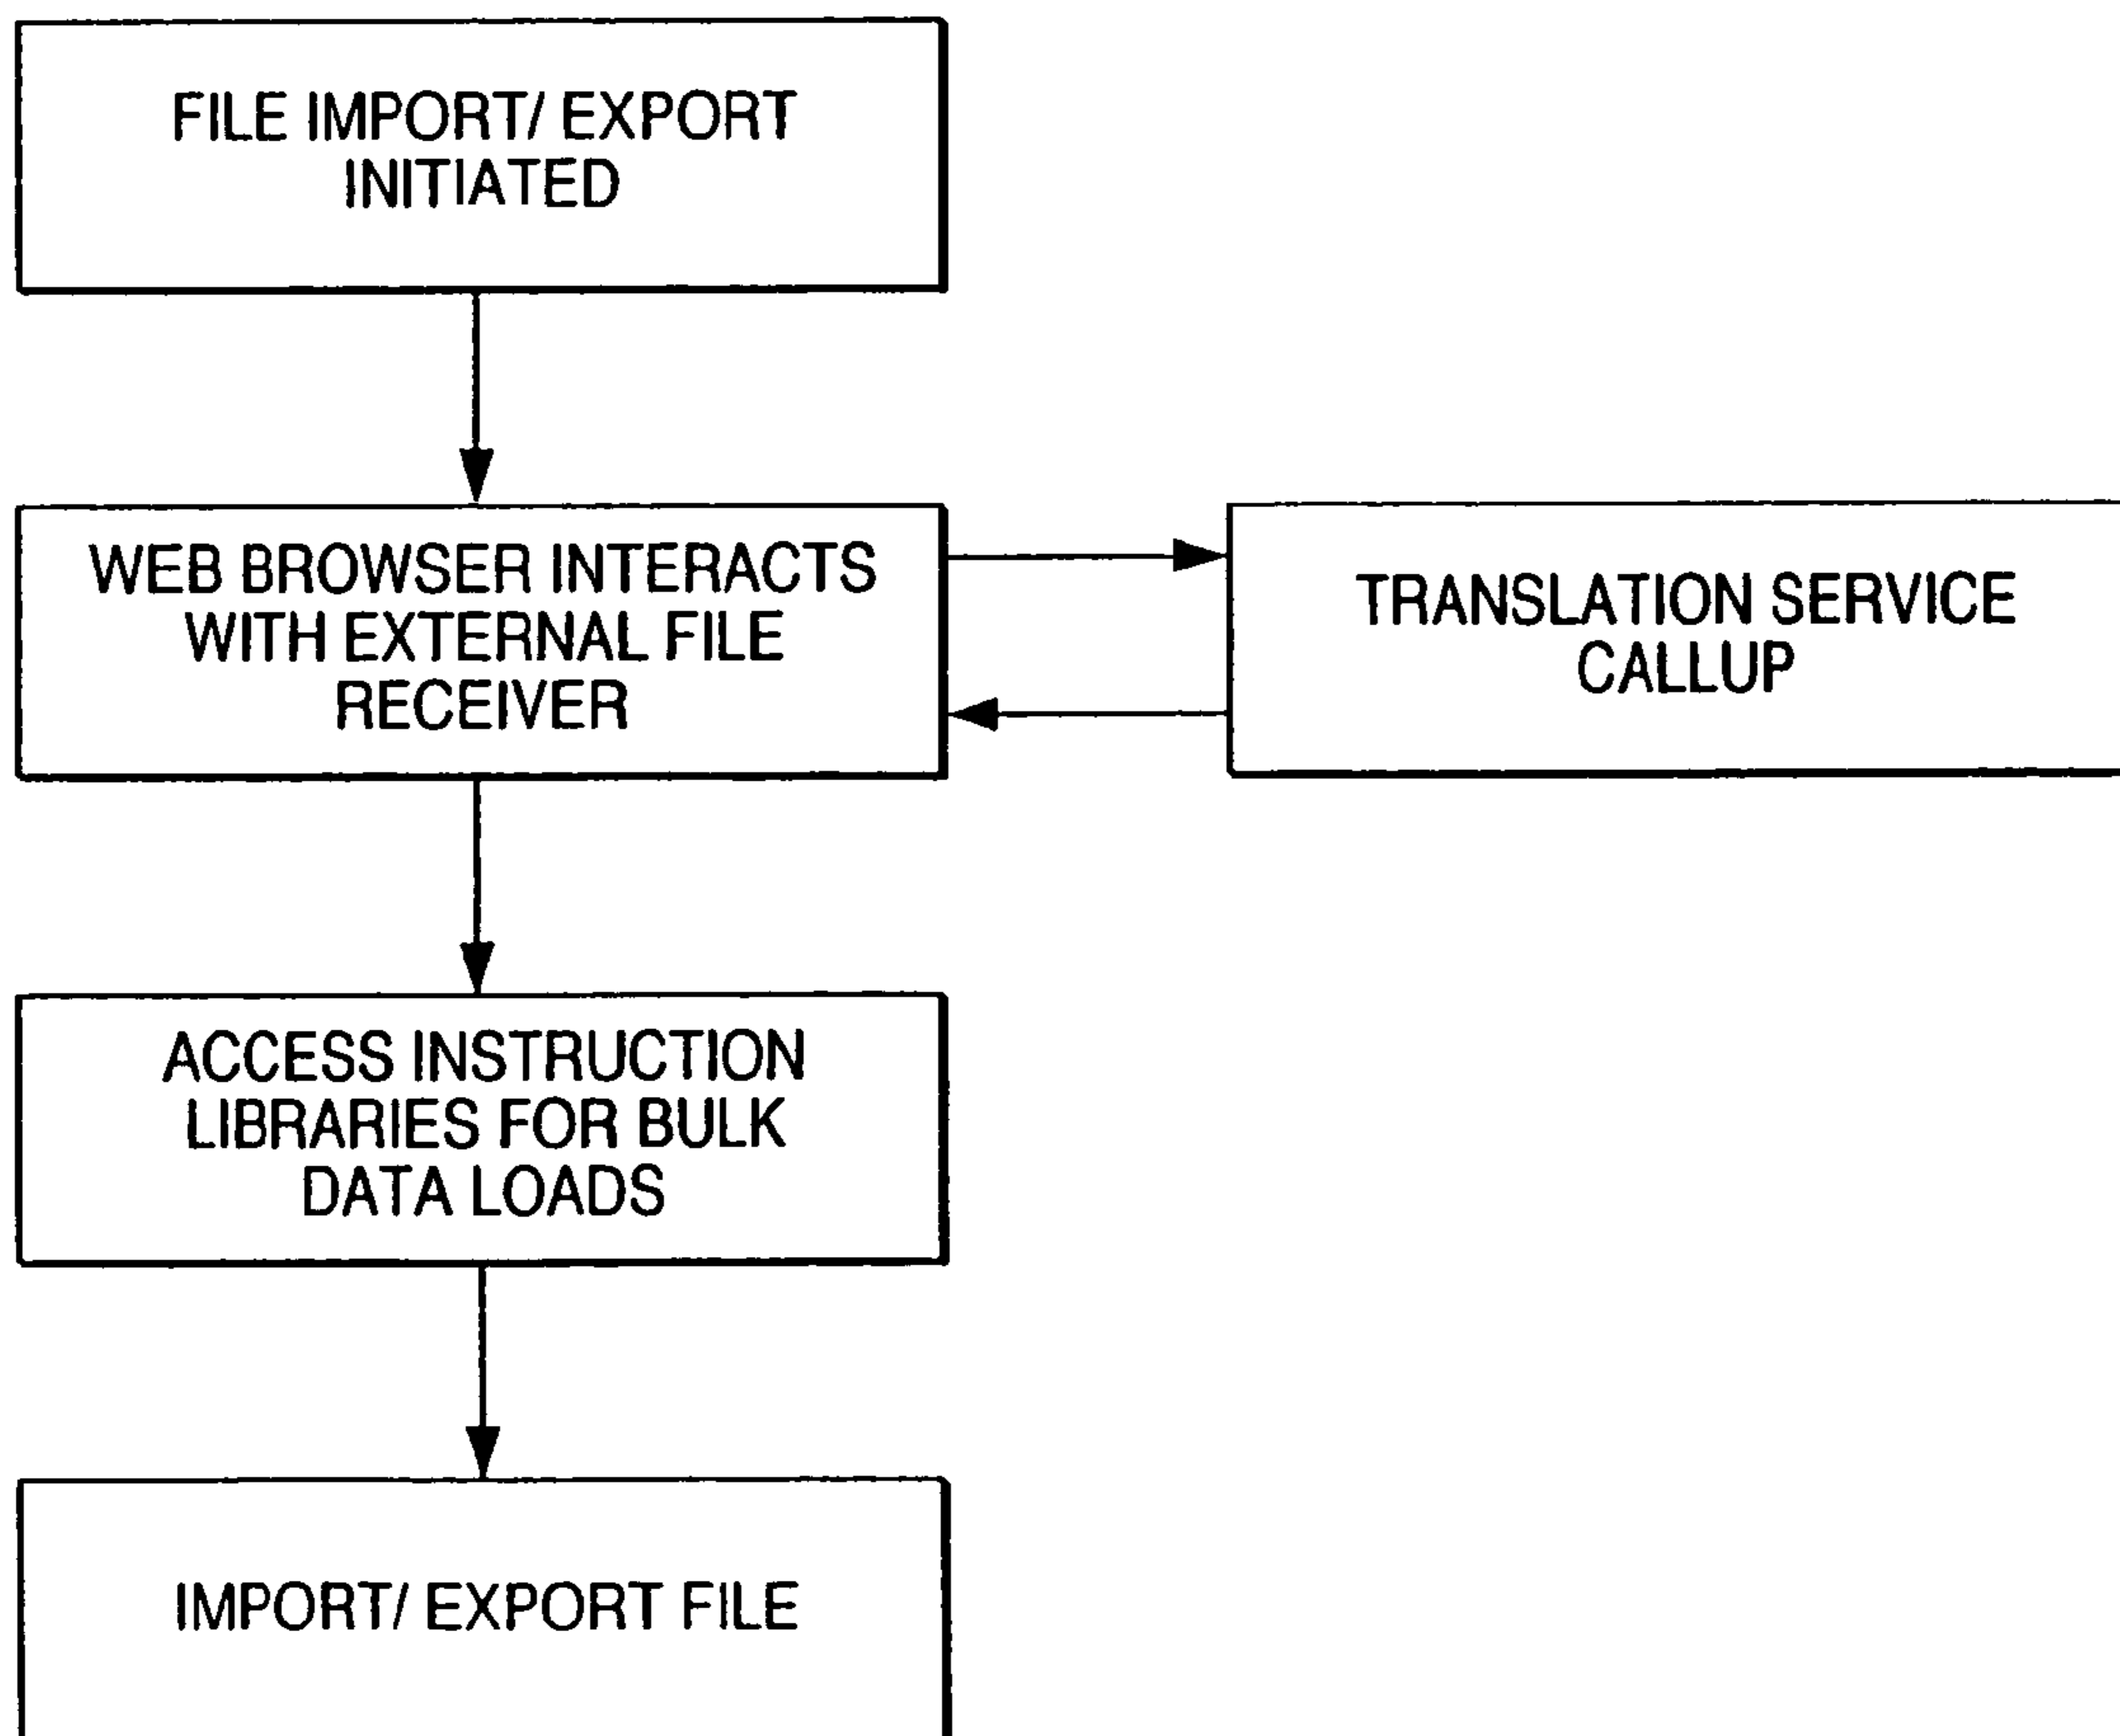 FILE IMPORT/ EXPORT
INITIATED
WEB BROWSER INTERACTS
WITH EXTERNAL FILE
RECEIVER
TRANSLATION SERVICE
CALLUP
ACCESS INSTRUCTION
LIBRARIES FOR BULK
DATA LOADS
IMPORT/ EXPORT FILE